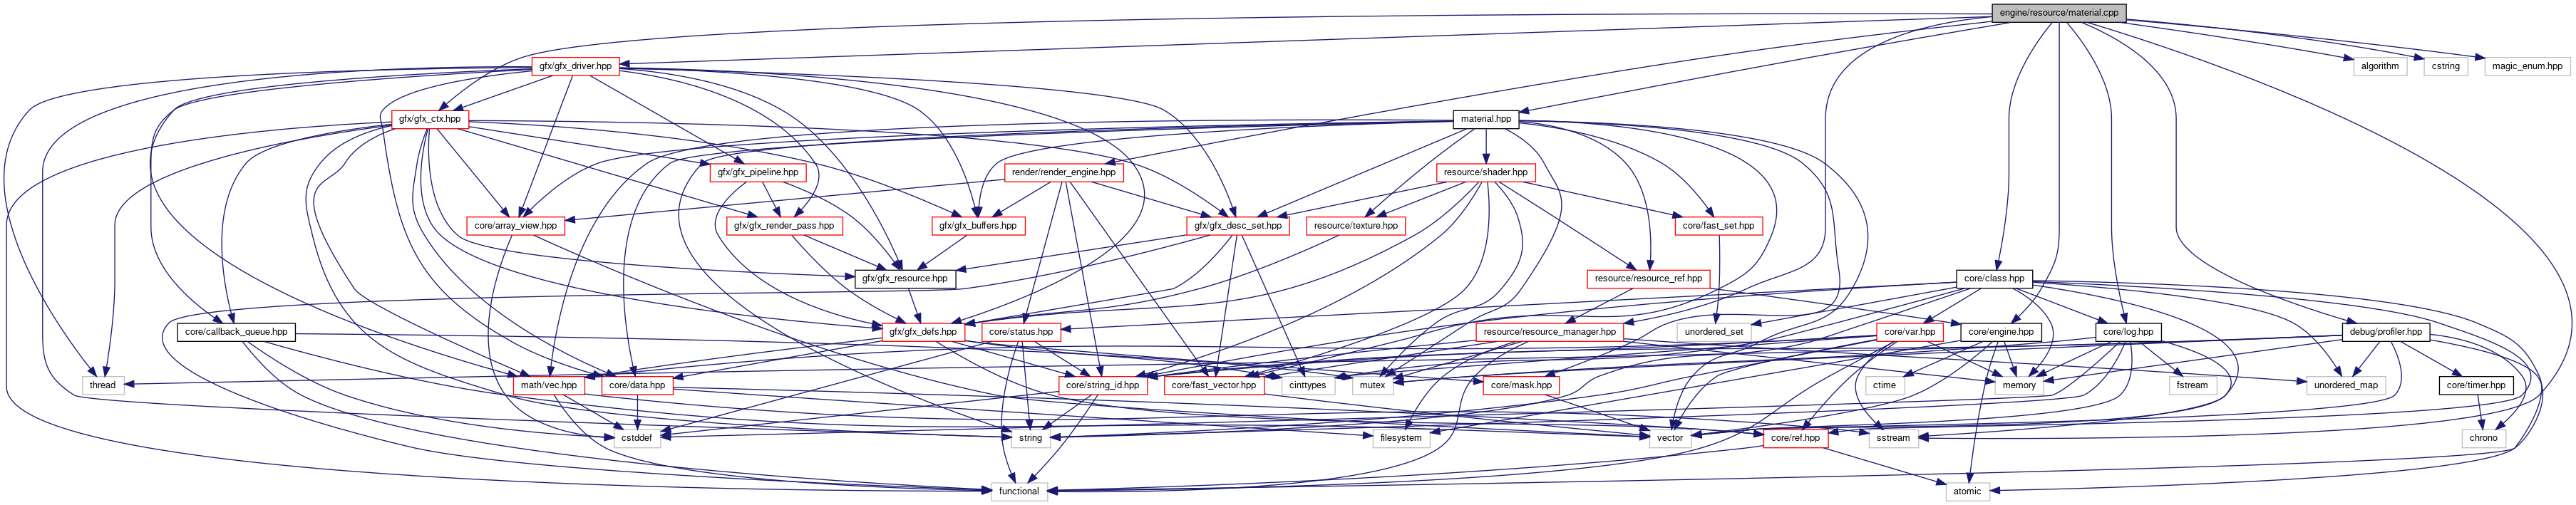 engine/resource/material.cpp
gfx/gfx_driver.hpp
algorithm
cstring
magic_enum.hpp
gfx/gfx_ctx.hpp
material.hpp
gfx/gfx_pipeline.hpp
render/render_engine.hpp
resource/shader.hpp
core/array_view.hpp
gfx/gfx_render_pass.hpp
gfx/gfx_buffers.hpp
gfx/gfx_desc_set.hpp
resource/texture.hpp
core/fast_set.hpp
gfx/gfx_resource.hpp
resource/resource_ref.hpp
core/class.hpp
core/callback_queue.hpp
gfx/gfx_defs.hpp
core/status.hpp
unordered_set
resource/resource_manager.hpp
core/var.hpp
core/engine.hpp
core/log.hpp
debug/profiler.hpp
thread
math/vec.hpp
core/data.hpp
core/string_id.hpp
core/fast_vector.hpp
cinttypes
mutex
core/mask.hpp
ctime
memory
fstream
unordered_map
core/timer.hpp
cstddef
string
filesystem
vector
core/ref.hpp
sstream
chrono
functional
atomic